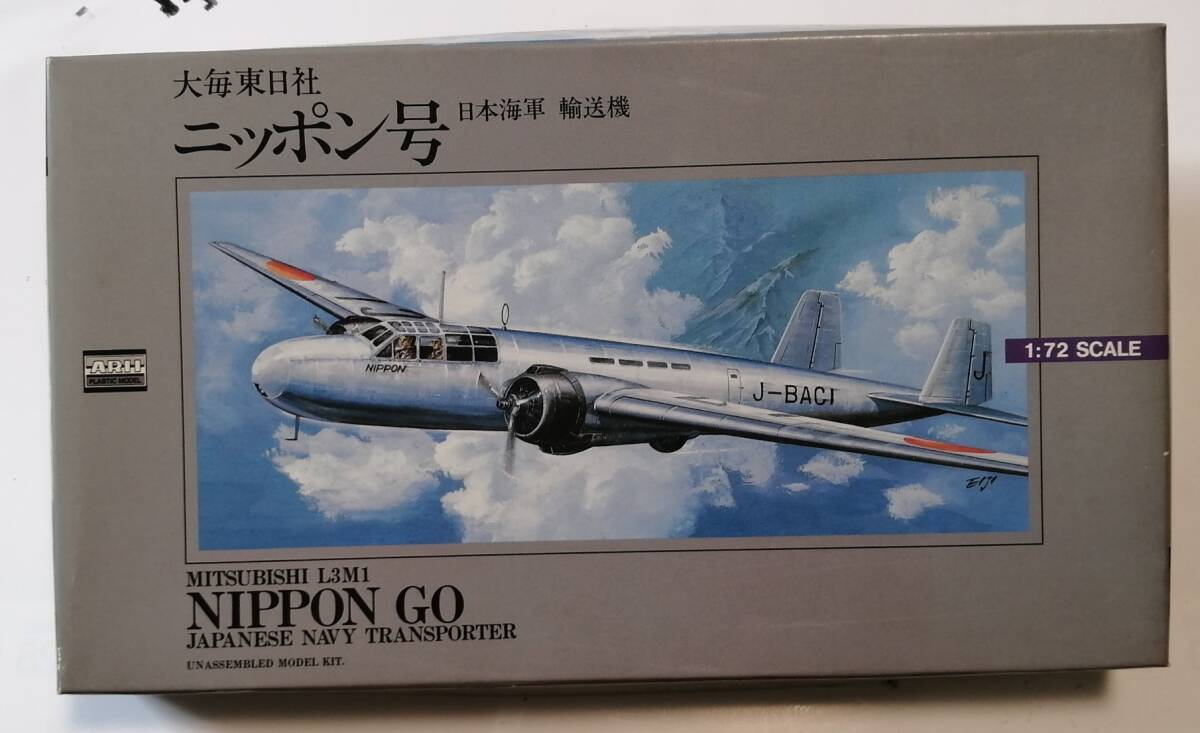 大毎東日社
ニッポン号 日本海軍 輸送機
NIPPON
J-BACI
J
ARII
PLASTIC MODEL
1:72 SCALE
Eiji
MITSUBISHI L3M1
NIPPON GO
JAPANESE NAVY TRANSPORTER
UNASSEMBLED MODEL KIT.